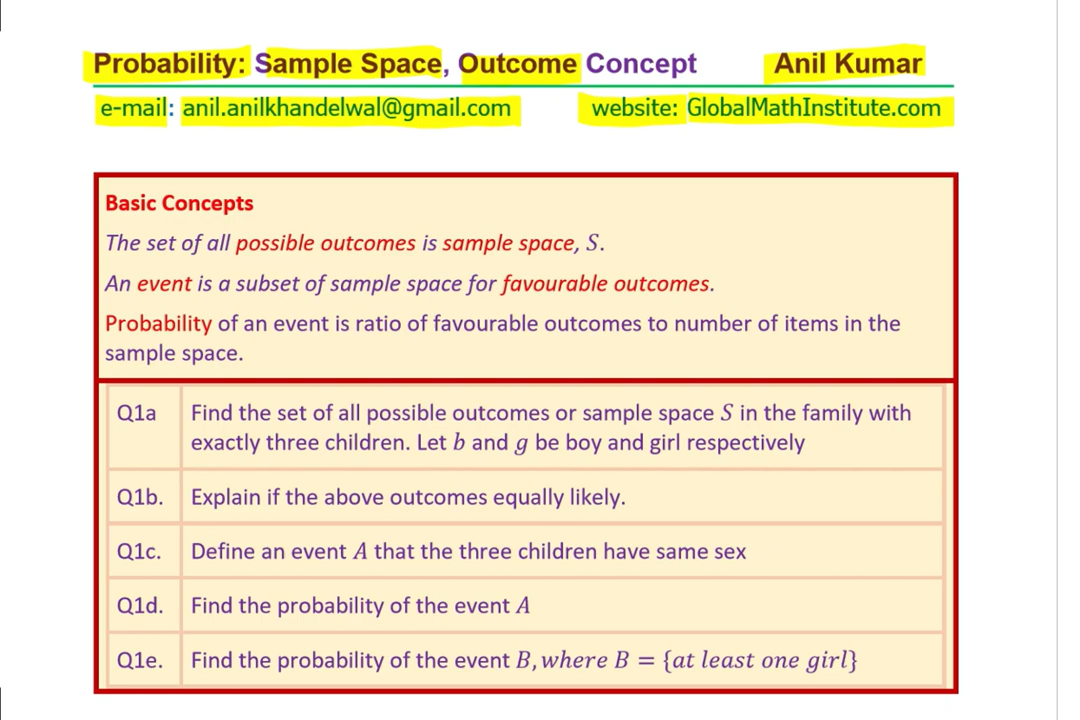 Probability: Sample Space, Outcome Concept Anil Kumar
e-mail: anil.anilkhandelwal@gmail.com website: GlobalMathInstitute.com
Basic Concepts
The set of all possible outcomes is sample space, S.
An event is a subset of sample space for favourable outcomes.
Probability of an event is ratio of favourable outcomes to number of items in the
sample space.
Q1a Find the set of all possible outcomes or sample space S in the family with
exactly three children. Let b and g be boy and girl respectively
Q1b. Explain if the above outcomes equally likely.
Q1c. Define an event A that the three children have same sex
Q1d. Find the probability of the event A
Q1e. Find the probability of the event B, where B = {at least one girl}